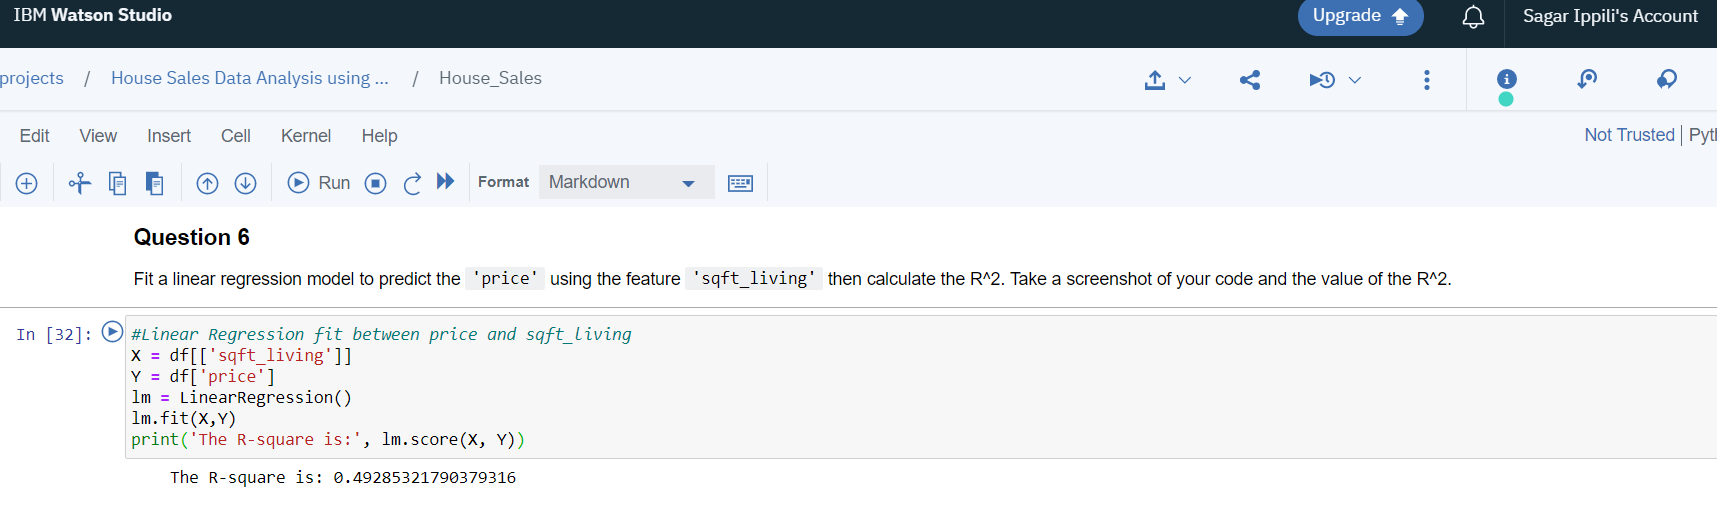 IBM Watson Studio
Upgrade
Sagar Ippili's Account
projects / House Sales Data Analysis using ... / House_Sales
Edit View Insert Cell Kernel Help
Not Trusted | Pyth
Run
Format
Markdown
Question 6
Fit a linear regression model to predict the 'price' using the feature 'sqft_living' then calculate the R^2. Take a screenshot of your code and the value of the R^2.
In [32]:
#Linear Regression fit between price and sqft_living
X = df[['sqft_living']]
Y = df['price']
lm = LinearRegression()
lm.fit(X,Y)
print('The R-square is:', lm.score(X, Y))
The R-square is: 0.49285321790379316